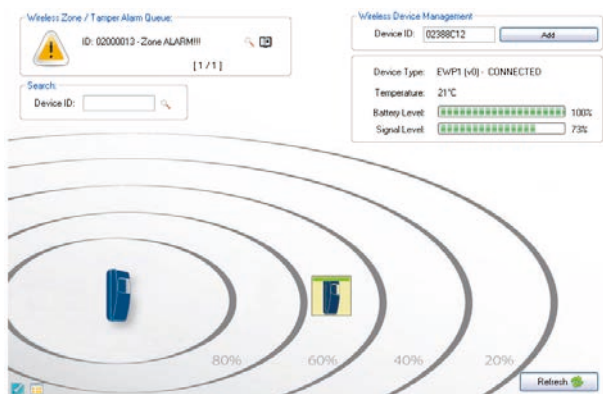 Wireless Zone / Tamper Alarm Queue:
ID: 02000013 - Zone ALARM!!!
[1/1]
Search:
Device ID:
Wireless Device Management
Device ID: 02388C12 Add
Device Type: EWP1 (v0) - CONNECTED
Temperature: 21°C
Battery Level: 100%
Signal Level: 73%
80% 60% 40% 20%
Refresh